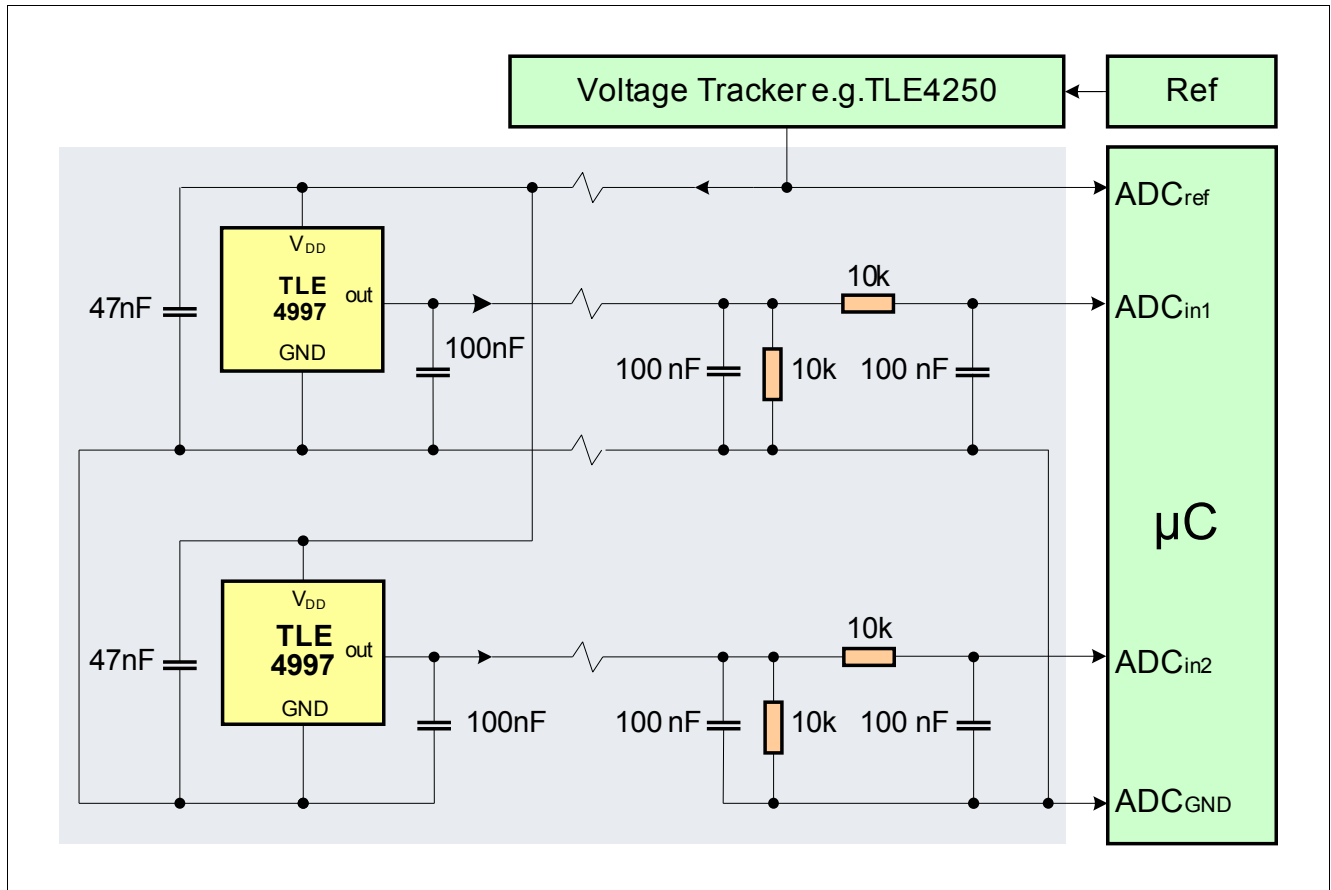 Voltage Tracker e.g.TLE4250
Ref
ADCref
VDD
TLE
4997
out
GND
47nF
100nF
10k
100 nF
10k
100 nF
ADCin1
µC
VDD
TLE
4997
out
GND
47nF
100nF
10k
100 nF
10k
100 nF
ADCin2
ADCGND